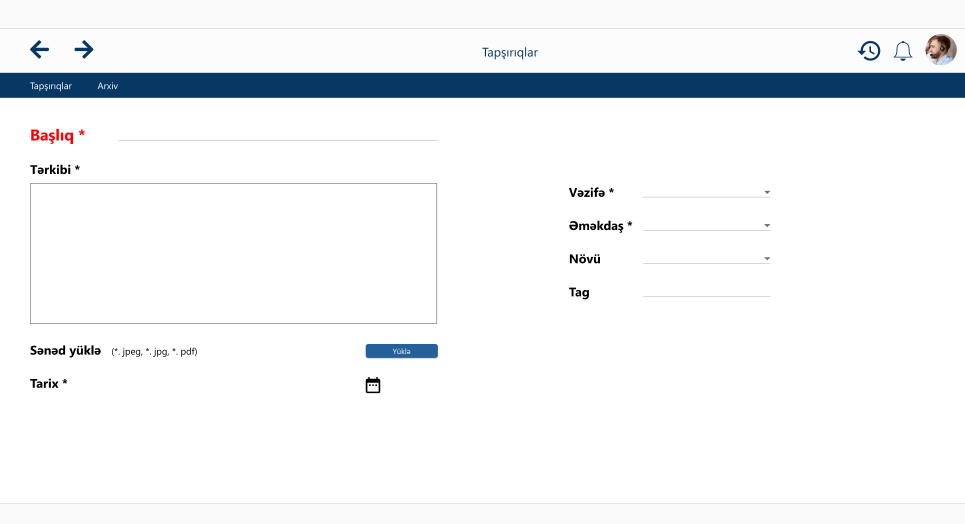 Tapşırıqlar
Tapşırıqlar Arxiv
Başlıq *
Tərkibi *
Vəzifə *
Əməkdaş *
Növü
Tag
Sənəd yüklə (*. jpeg, *. jpg, *. pdf) Yüklə
Tarix *